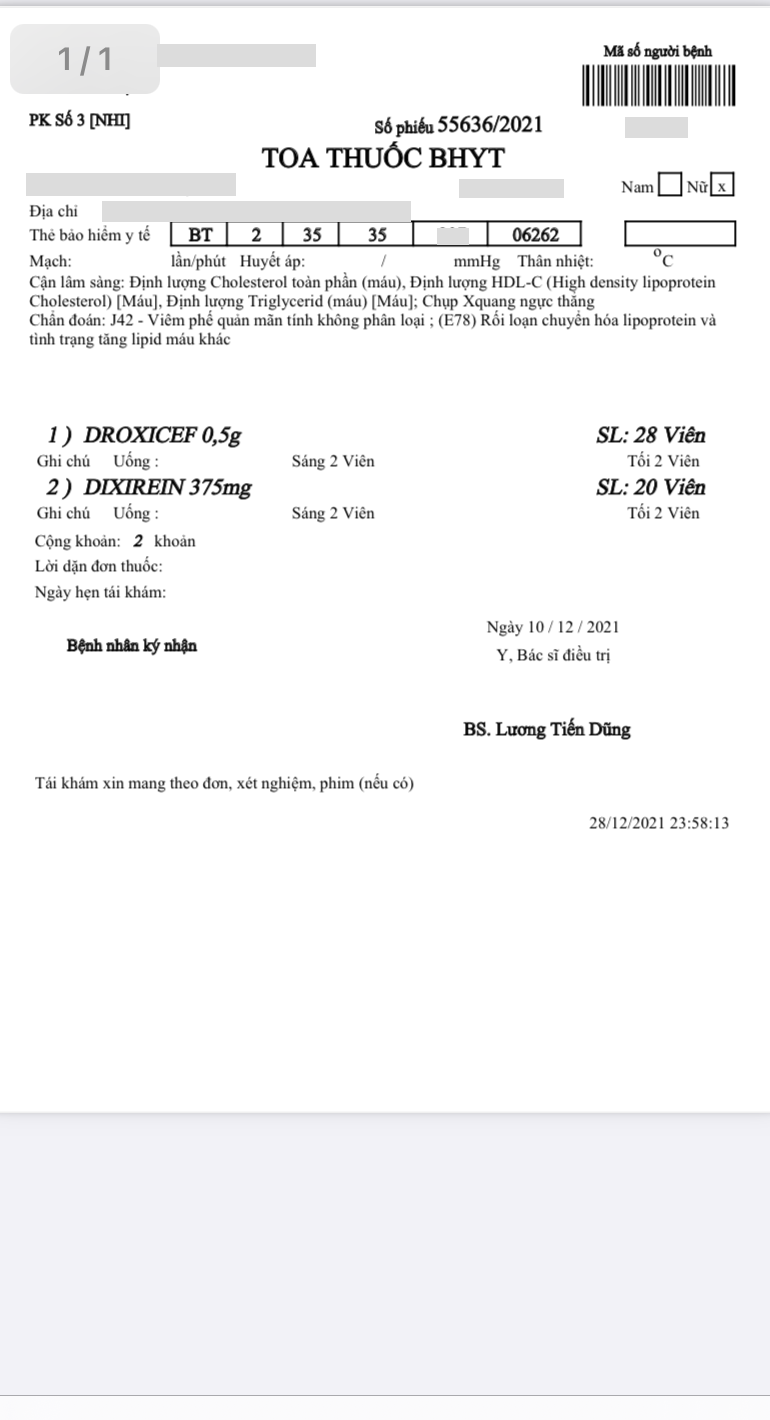 1/1
Mã số người bệnh
PK Số 3 [NHI]
Số phiếu 55636/2021
TOA THUỐC BHYT
Nam Nữ x
Địa chỉ
Thẻ bảo hiểm y tế BT 2 35 35 06262
Mạch: lần/phút Huyết áp: / mmHg Thân nhiệt: °C
Cận lâm sàng: Định lượng Cholesterol toàn phần (máu), Định lượng HDL-C (High density lipoprotein
Cholesterol) [Máu], Định lượng Triglycerid (máu) [Máu]; Chụp Xquang ngực thẳng
Chẩn đoán: J42 - Viêm phế quản mãn tính không phân loại ; (E78) Rối loạn chuyển hóa lipoprotein và
tình trạng tăng lipid máu khác
1 ) DROXICEF 0,5g SL: 28 Viên
Ghi chú Uống : Sáng 2 Viên Tối 2 Viên
2 ) DIXIREIN 375mg SL: 20 Viên
Ghi chú Uống : Sáng 2 Viên Tối 2 Viên
Cộng khoản: 2 khoản
Lời dặn đơn thuốc:
Ngày hẹn tái khám:
Ngày 10 / 12 / 2021
Bệnh nhân ký nhận
Y, Bác sĩ điều trị
BS. Lương Tiến Dũng
Tái khám xin mang theo đơn, xét nghiệm, phim (nếu có)
28/12/2021 23:58:13